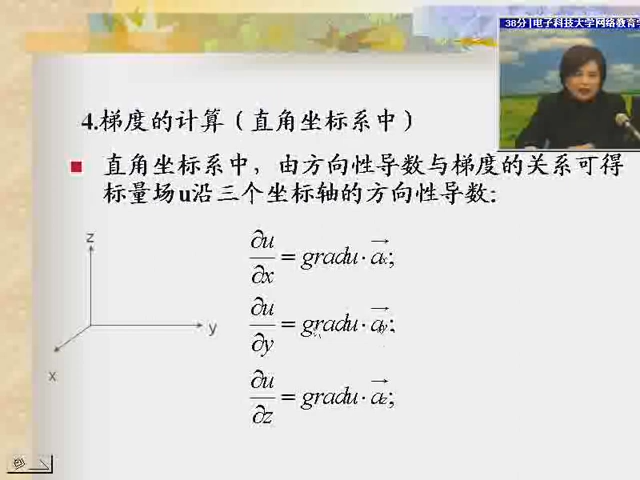 38分|电子科技大学网络教育学
4.梯度的计算（直角坐标系中）
直角坐标系中，由方向性导数与梯度的关系可得
标量场u沿三个坐标轴的方向性导数:
z
y
x
∂u/∂x = gradu · a⃗x;
∂u/∂y = gradu · a⃗y;
∂u/∂z = gradu · a⃗z;